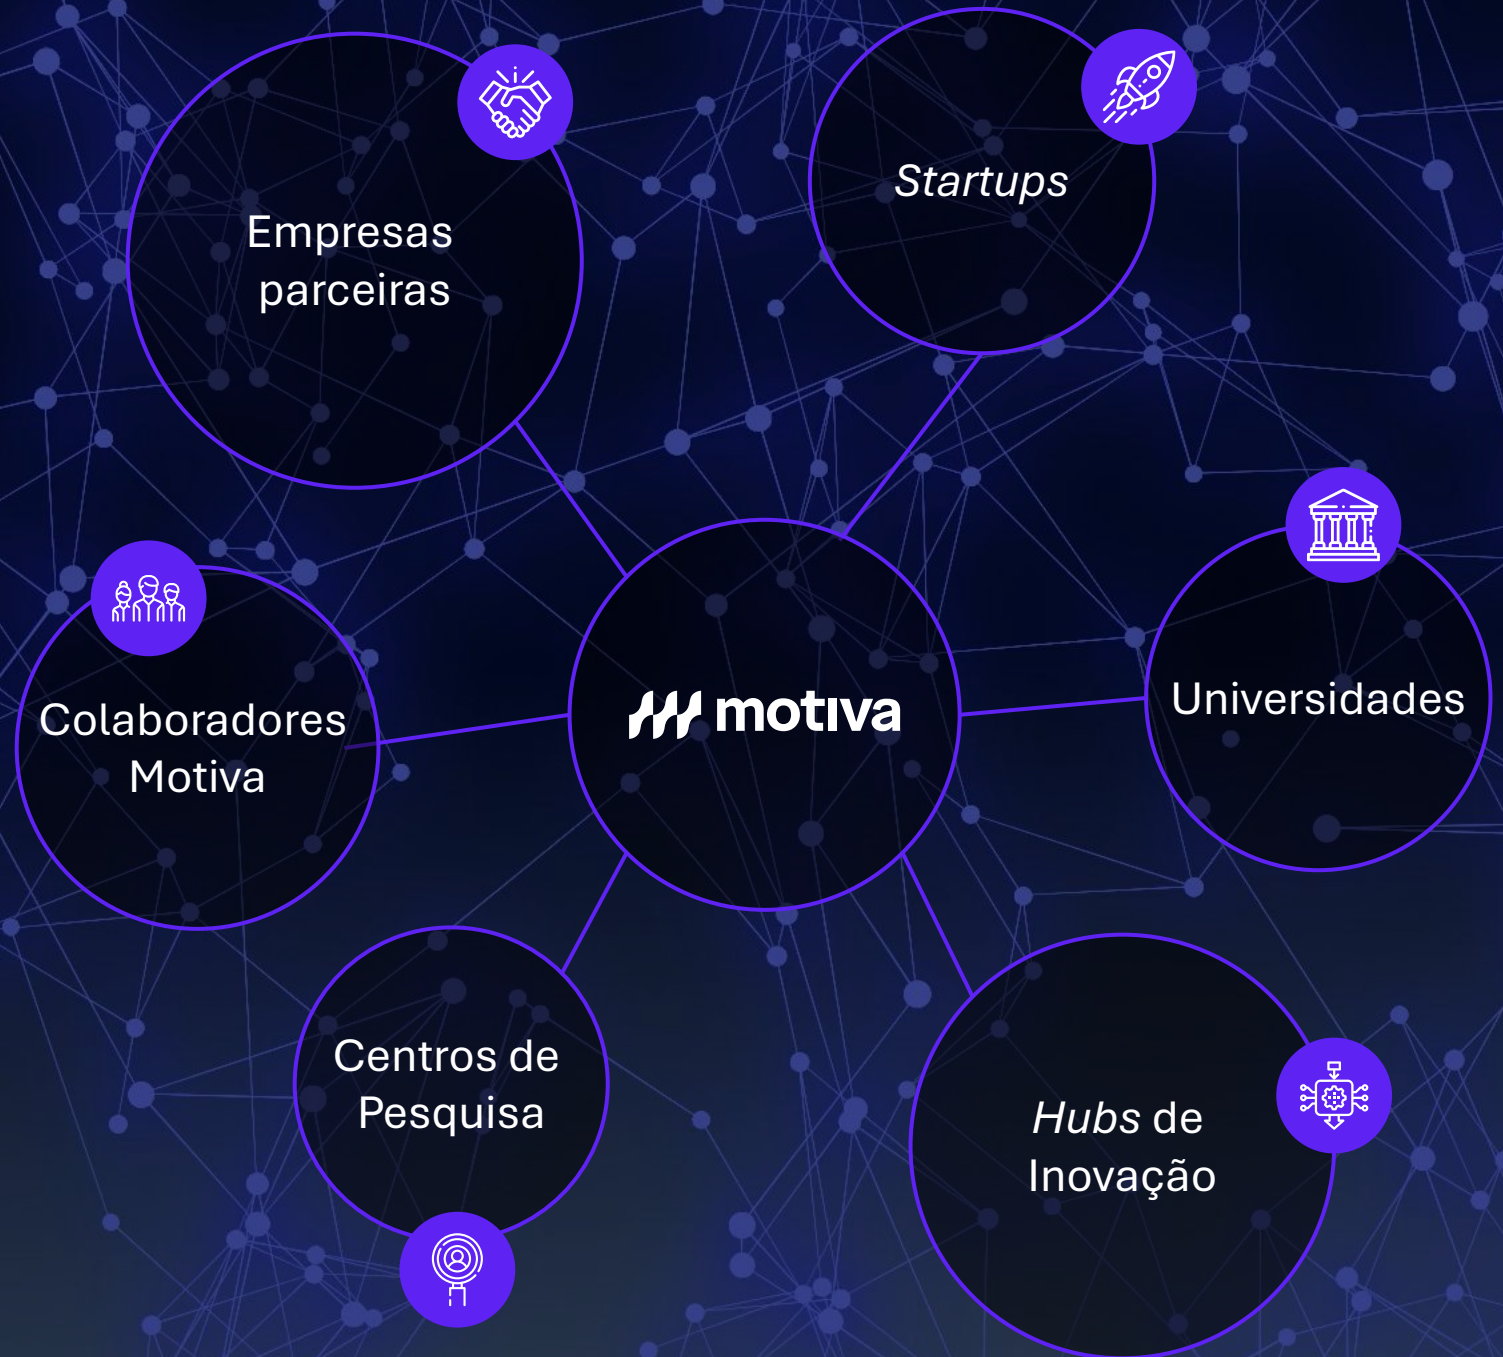 Empresas
parceiras
Startups
Colaboradores
Motiva
motiva
Universidades
Centros de
Pesquisa
Hubs de
Inovação